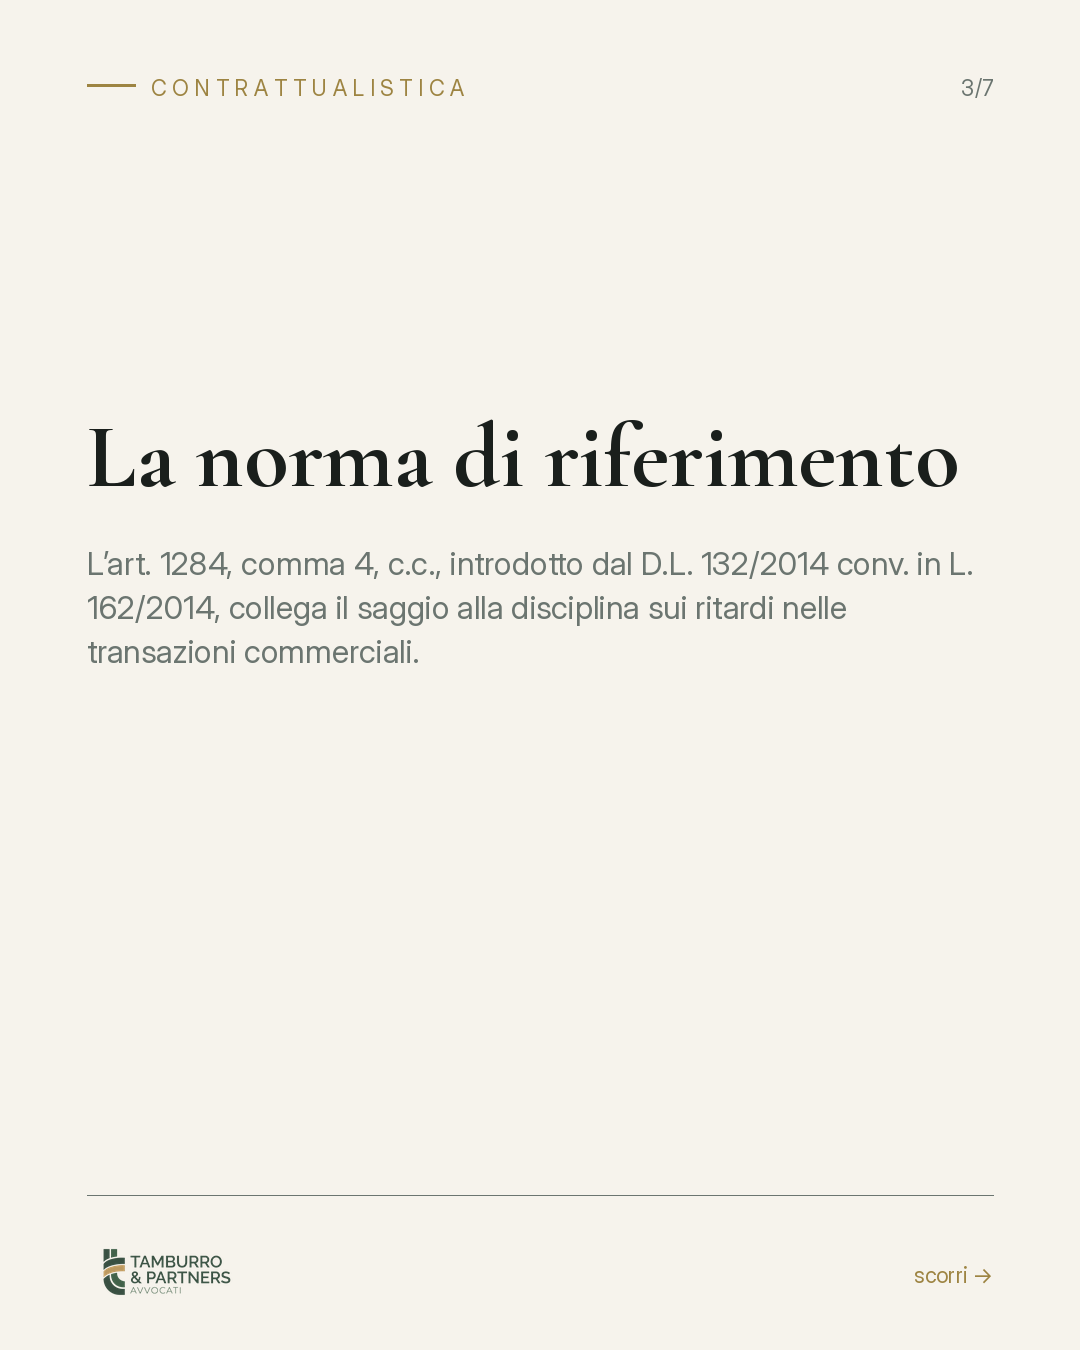 CONTRATTUALISTICA
3/7
La norma di riferimento
L’art. 1284, comma 4, c.c., introdotto dal D.L. 132/2014 conv. in L.
162/2014, collega il saggio alla disciplina sui ritardi nelle
transazioni commerciali.
TAMBURRO
& PARTNERS
AVVOCATI
scorri →